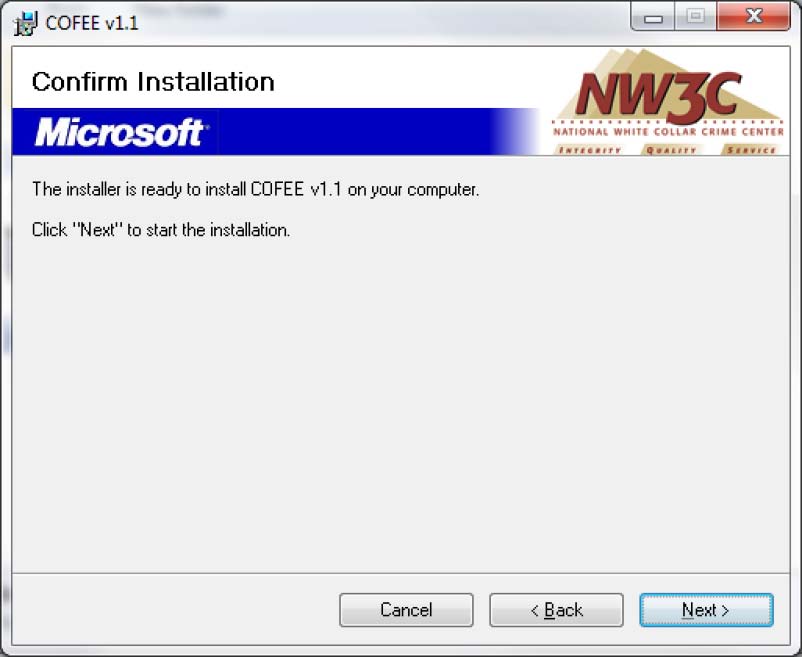 COFEE v1.1
Confirm Installation
NW3C
Microsoft
NATIONAL WHITE COLLAR CRIME CENTER
INTEGRITY QUALITY SERVICE
The installer is ready to install COFEE v1.1 on your computer.
Click "Next" to start the installation.
Cancel
< Back
Next >